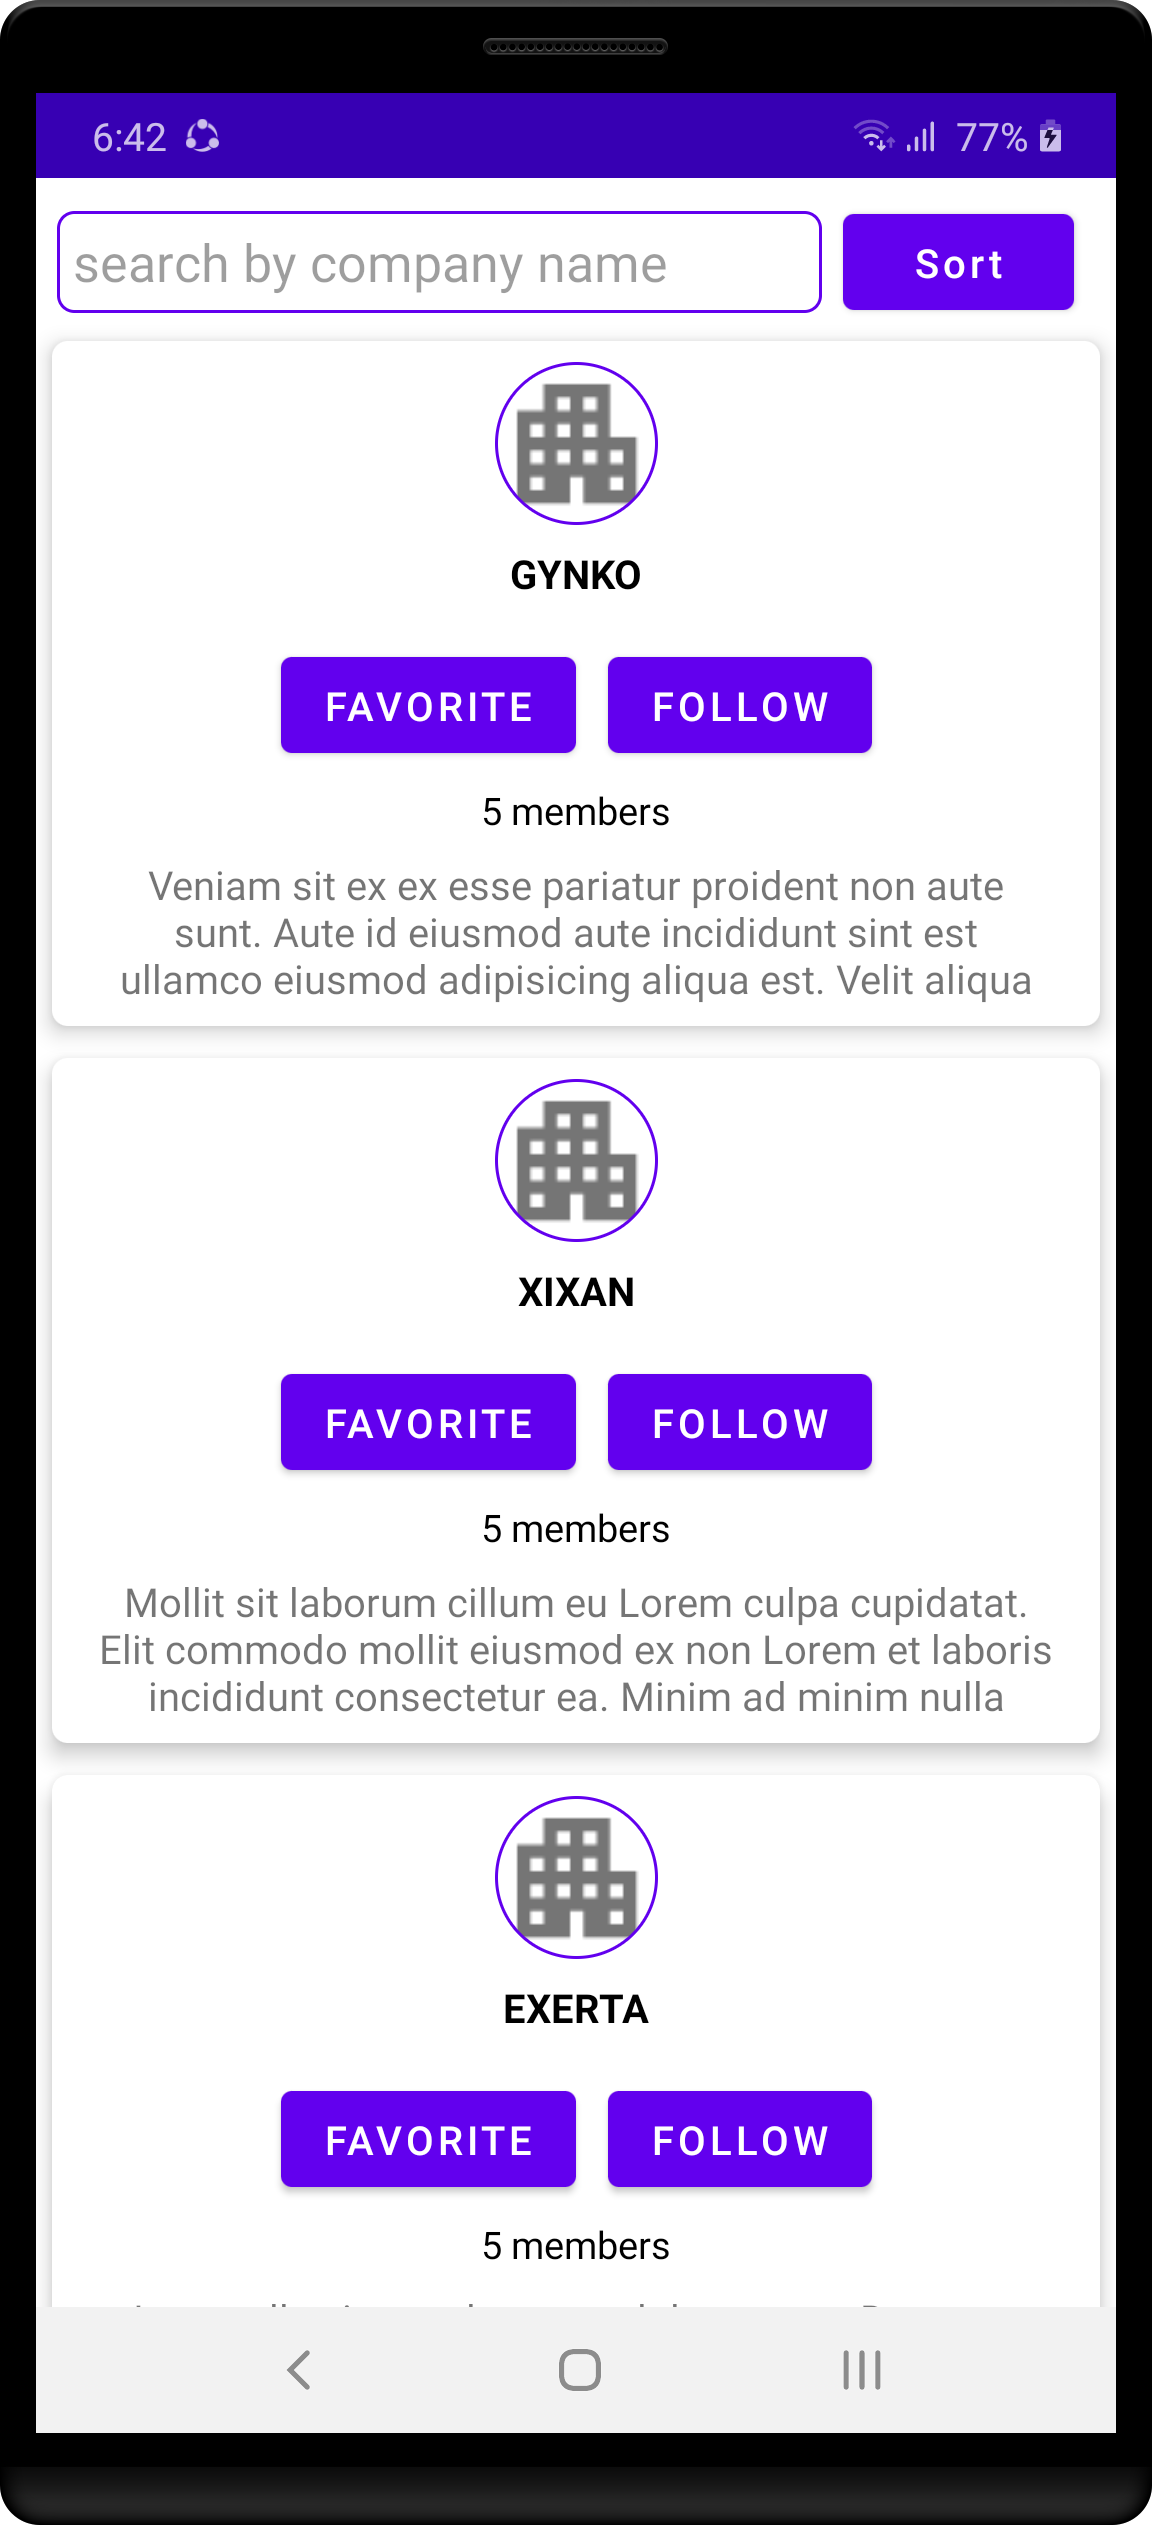 6:42 77%
search by company name Sort
GYNKO
FAVORITE FOLLOW
5 members
Veniam sit ex ex esse pariatur proident non aute
sunt. Aute id eiusmod aute incididunt sint est
ullamco eiusmod adipisicing aliqua est. Velit aliqua
XIXAN
FAVORITE FOLLOW
5 members
Mollit sit laborum cillum eu Lorem culpa cupidatat.
Elit commodo mollit eiusmod ex non Lorem et laboris
incididunt consectetur ea. Minim ad minim nulla
EXERTA
FAVORITE FOLLOW
5 members